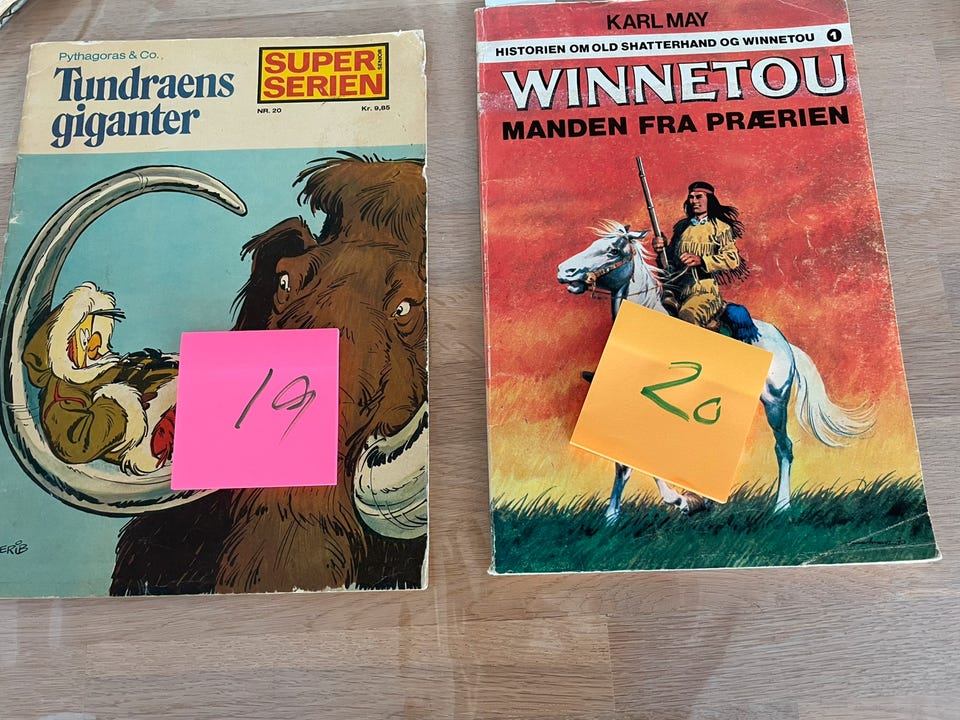 Pythagoras & Co.
Tundraens
giganter
SUPER
SERIEN
SENIOR
NR. 20
Kr. 9,85
19
KARL MAY
HISTORIEN OM OLD SHATTERHAND OG WINNETOU 1
WINNETOU
MANDEN FRA PRÆRIEN
20